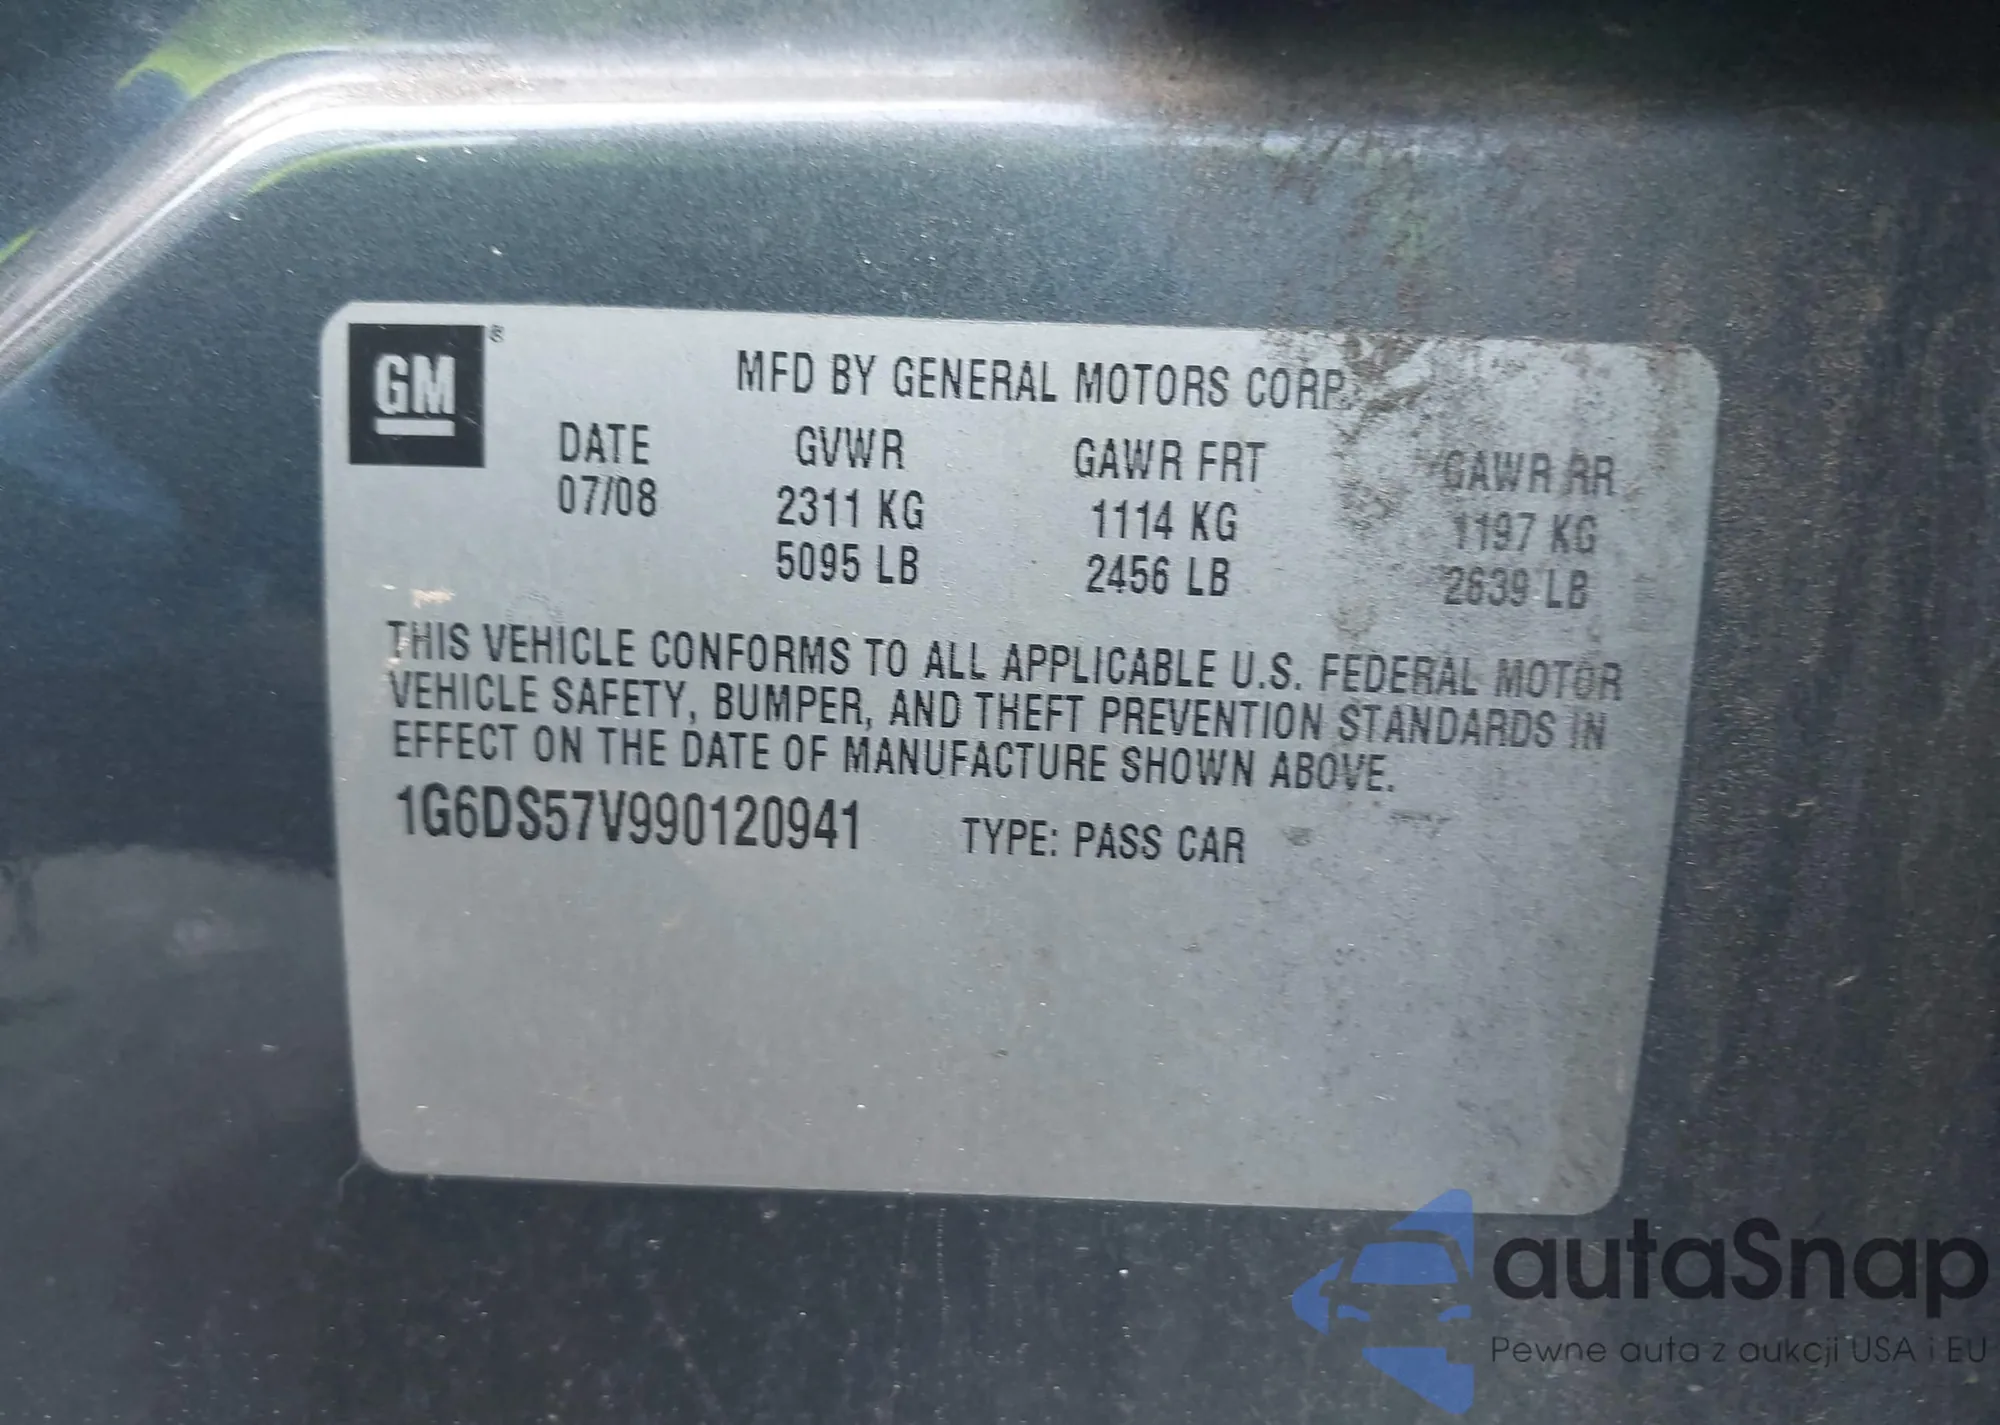 GM ®
MFD BY GENERAL MOTORS CORP.
DATE GVWR GAWR FRT GAWR RR
07/08 2311 KG 1114 KG 1197 KG
5095 LB 2456 LB 2639 LB
THIS VEHICLE CONFORMS TO ALL APPLICABLE U.S. FEDERAL MOTOR
VEHICLE SAFETY, BUMPER, AND THEFT PREVENTION STANDARDS IN
EFFECT ON THE DATE OF MANUFACTURE SHOWN ABOVE.
1G6DS57V990120941 TYPE: PASS CAR
autaSnap
Pewne auta z aukcji USA i EU